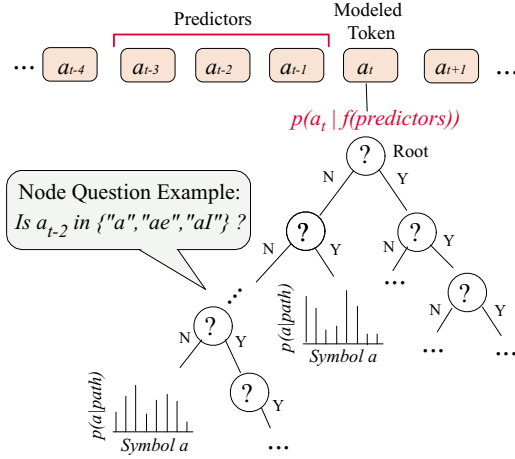 Predictors
Modeled
Token
... a_{t-4} a_{t-3} a_{t-2} a_{t-1} a_t a_{t+1} ...
p(a_t | f(predictors))
? Root
N Y
Node Question Example:
Is a_{t-2} in {"a","ae","aI"} ?
? ?
N Y N Y
... ... ?
N Y
... ...
? 
N Y
p(a|path)
Symbol a
?
Y
...
p(a|path)
Symbol a